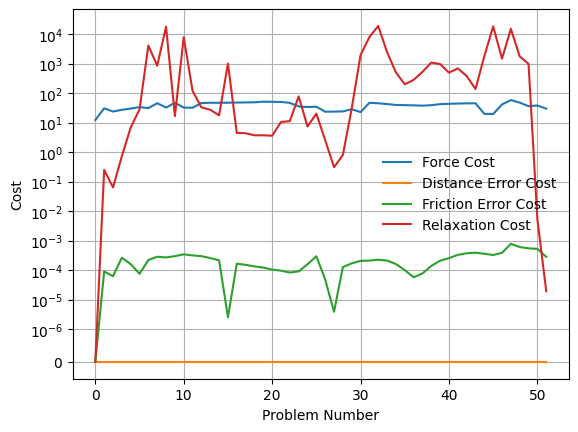 10⁴
10³
10²
10¹
10⁰
10⁻¹
10⁻²
10⁻³
10⁻⁴
10⁻⁵
10⁻⁶
0
Cost
Force Cost
Distance Error Cost
Friction Error Cost
Relaxation Cost
0 10 20 30 40 50
Problem Number